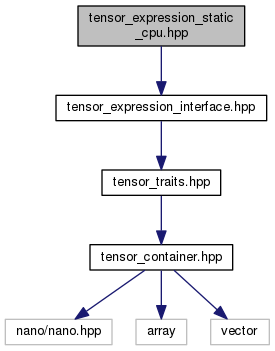 tensor_expression_static
_cpu.hpp
tensor_expression_interface.hpp
tensor_traits.hpp
tensor_container.hpp
nano/nano.hpp array vector